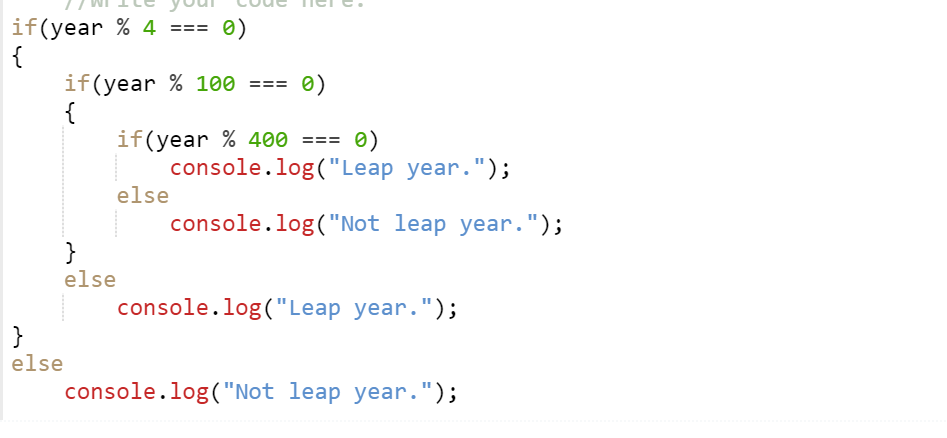 //Write your code here.
if(year % 4 === 0)
{
    if(year % 100 === 0)
    {
        if(year % 400 === 0)
            console.log("Leap year.");
        else
            console.log("Not leap year.");
    }
    else
        console.log("Leap year.");
}
else
    console.log("Not leap year.");